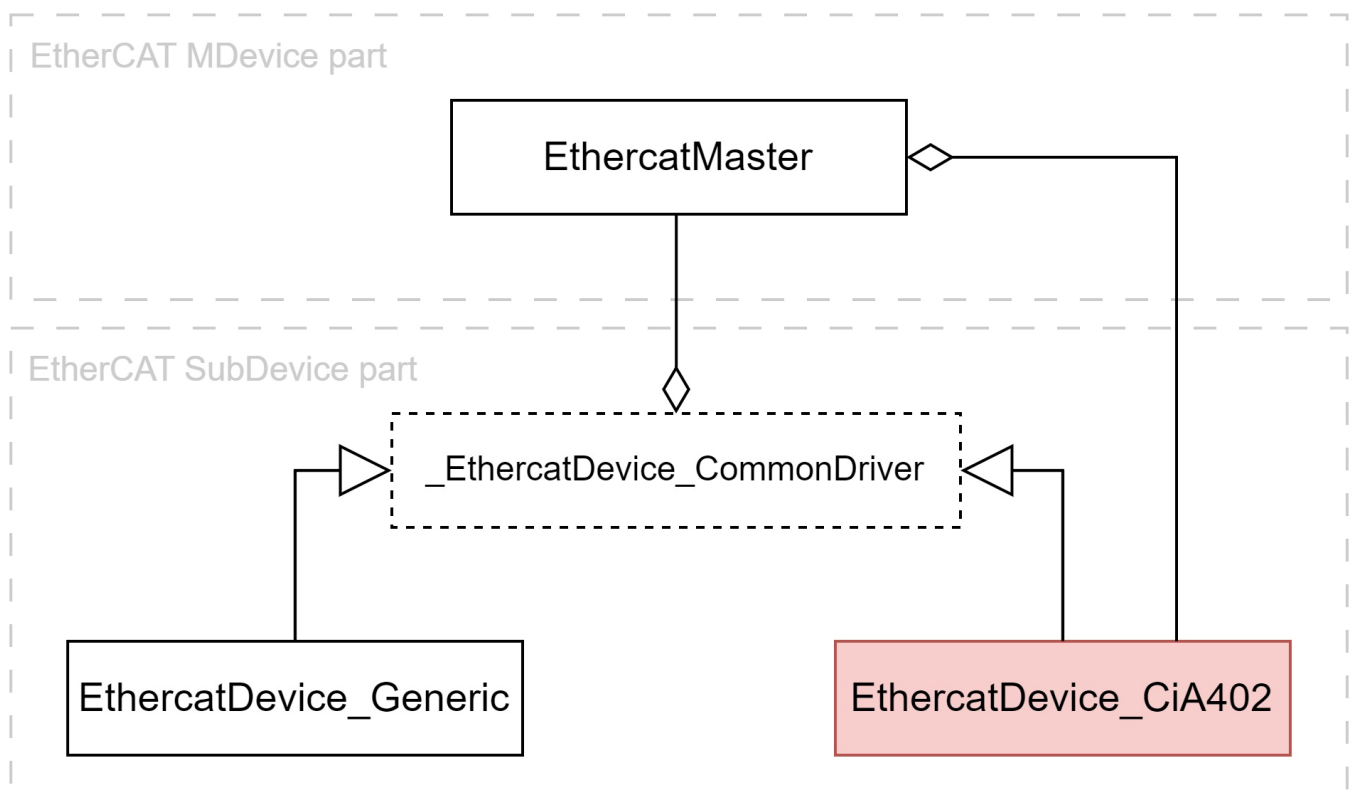 EtherCAT MDevice part
EthercatMaster
EtherCAT SubDevice part
_EthercatDevice_CommonDriver
EthercatDevice_Generic
EthercatDevice_CiA402